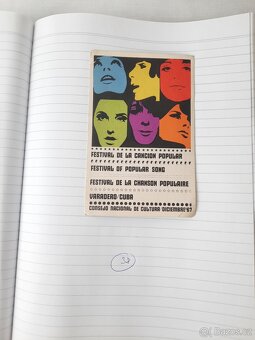 FESTIVAL DE LA CANCION POPULAR
FESTIVAL OF POPULAR SONG
FESTIVAL DE LA CHANSON POPULAIRE
VARADERO CUBA
CONSEJO NACIONAL DE CULTURA DICIEMBRE '67